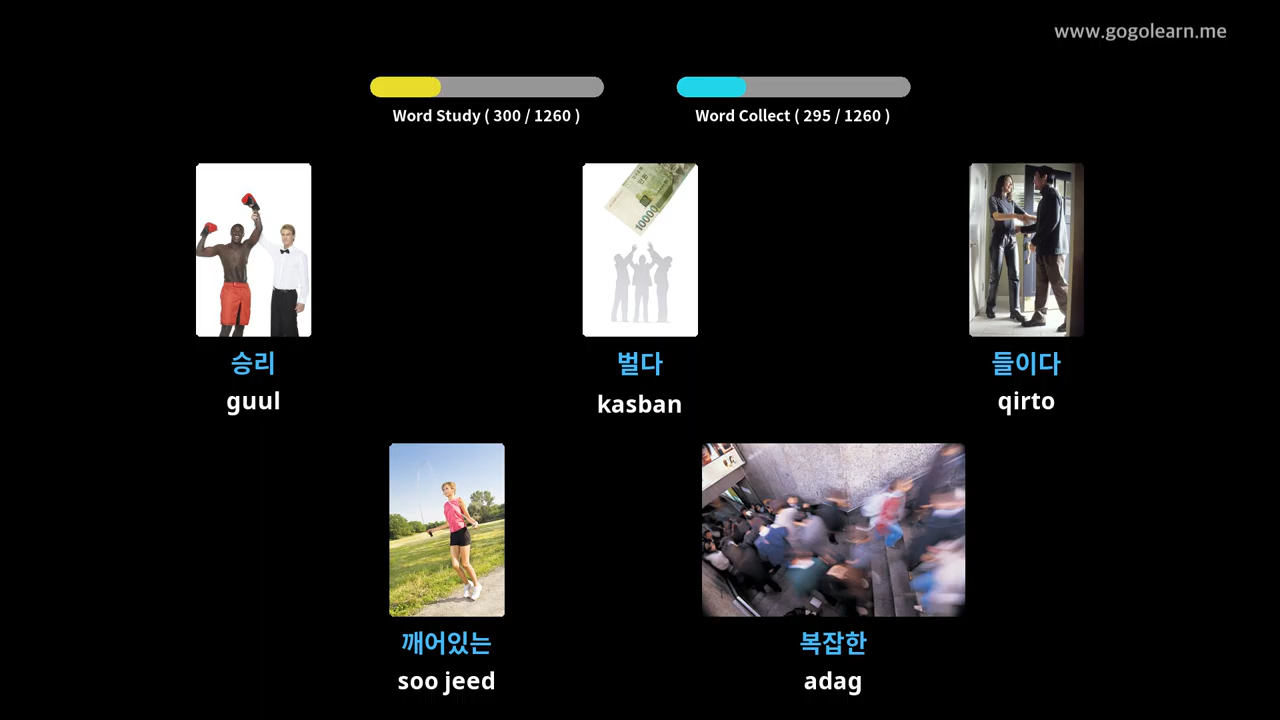 www.gogolearn.me
Word Study ( 300 / 1260 )
Word Collect ( 295 / 1260 )
10000
승리
guul
벌다
kasban
들이다
qirto
깨어있는
soo jeed
복잡한
adag